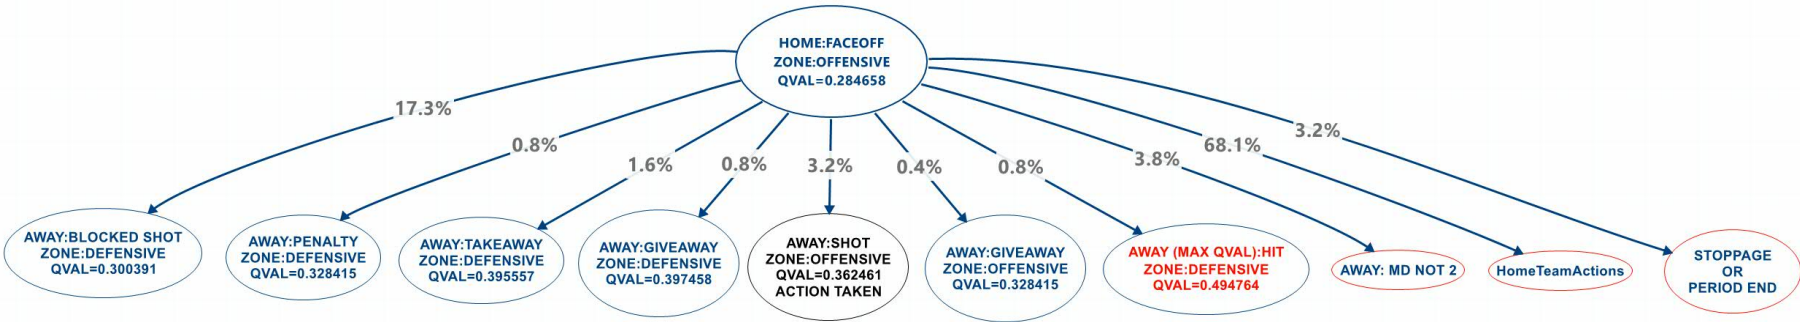 HOME:FACEOFF
ZONE:OFFENSIVE
QVAL=0.284658
17.3%
0.8%
1.6%
0.8%
3.2%
0.4%
0.8%
3.8%
68.1%
3.2%
AWAY:BLOCKED SHOT
ZONE:DEFENSIVE
QVAL=0.300391
AWAY:PENALTY
ZONE:DEFENSIVE
QVAL=0.328415
AWAY:TAKEAWAY
ZONE:DEFENSIVE
QVAL=0.395557
AWAY:GIVEAWAY
ZONE:DEFENSIVE
QVAL=0.397458
AWAY:SHOT
ZONE:OFFENSIVE
QVAL=0.362461
ACTION TAKEN
AWAY:GIVEAWAY
ZONE:OFFENSIVE
QVAL=0.328415
AWAY (MAX QVAL):HIT
ZONE:DEFENSIVE
QVAL=0.494764
AWAY: MD NOT 2
HomeTeamActions
STOPPAGE
OR
PERIOD END